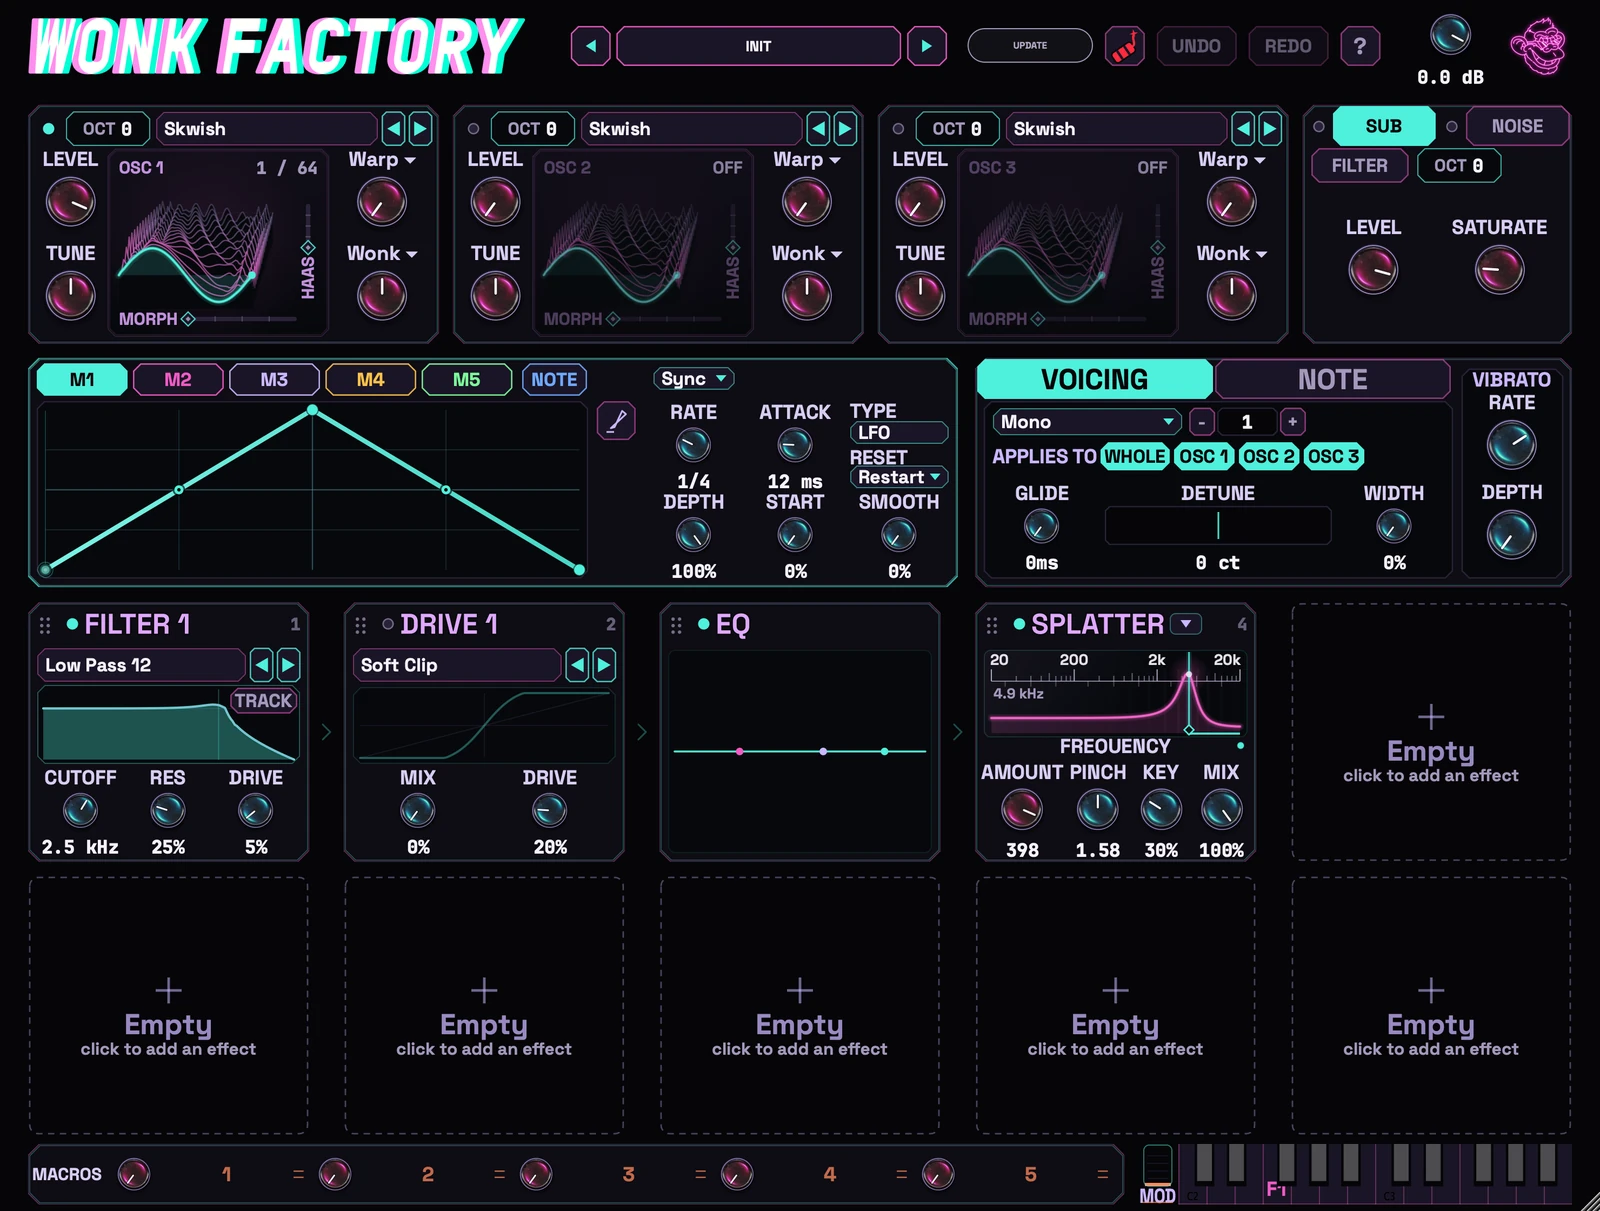 WONK FACTORY
INIT
UPDATE
UNDO
REDO
?
0.0 dB
OCT 0
Skwish
LEVEL
OSC 1
1 / 64
Warp
TUNE
HAAS
Wonk
MORPH
OCT 0
Skwish
LEVEL
OSC 2
OFF
Warp
TUNE
HAAS
Wonk
MORPH
OCT 0
Skwish
LEVEL
OSC 3
OFF
Warp
TUNE
HAAS
Wonk
MORPH
SUB
NOISE
FILTER
OCT 0
LEVEL
SATURATE
M1
M2
M3
M4
M5
NOTE
Sync
RATE
ATTACK
TYPE
LFO
1/4
12 ms
RESET
Restart
DEPTH
START
SMOOTH
100%
0%
0%
VOICING
NOTE
Mono
-
1
+
APPLIES TO
WHOLE
OSC 1
OSC 2
OSC 3
GLIDE
DETUNE
WIDTH
0ms
0 ct
0%
VIBRATO
RATE
DEPTH
FILTER 1
1
Low Pass 12
TRACK
CUTOFF
RES
DRIVE
2.5 kHz
25%
5%
DRIVE 1
2
Soft Clip
MIX
DRIVE
0%
20%
EQ
SPLATTER
4
20
200
2k
20k
4.9 kHz
FREQUENCY
AMOUNT
PINCH
KEY
MIX
398
1.58
30%
100%
Empty
click to add an effect
Empty
click to add an effect
Empty
click to add an effect
Empty
click to add an effect
Empty
click to add an effect
Empty
click to add an effect
MACROS
1
=
2
=
3
=
4
=
5
=
MOD
C2
F1
C3